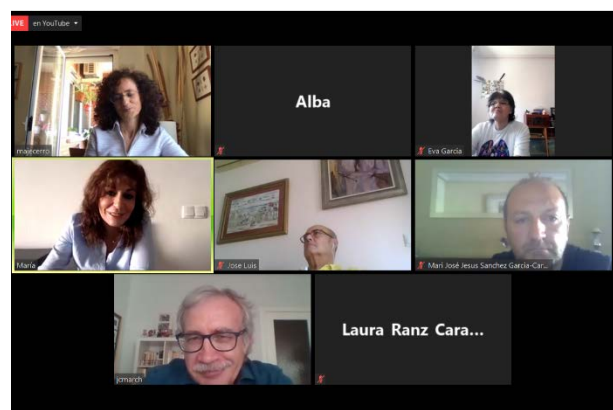 LIVE en YouTube
majecerro
Alba
Eva García
María
Jose Luis
Mari José Jesus Sanchez García-Car...
jcmarch
Laura Ranz Cara...